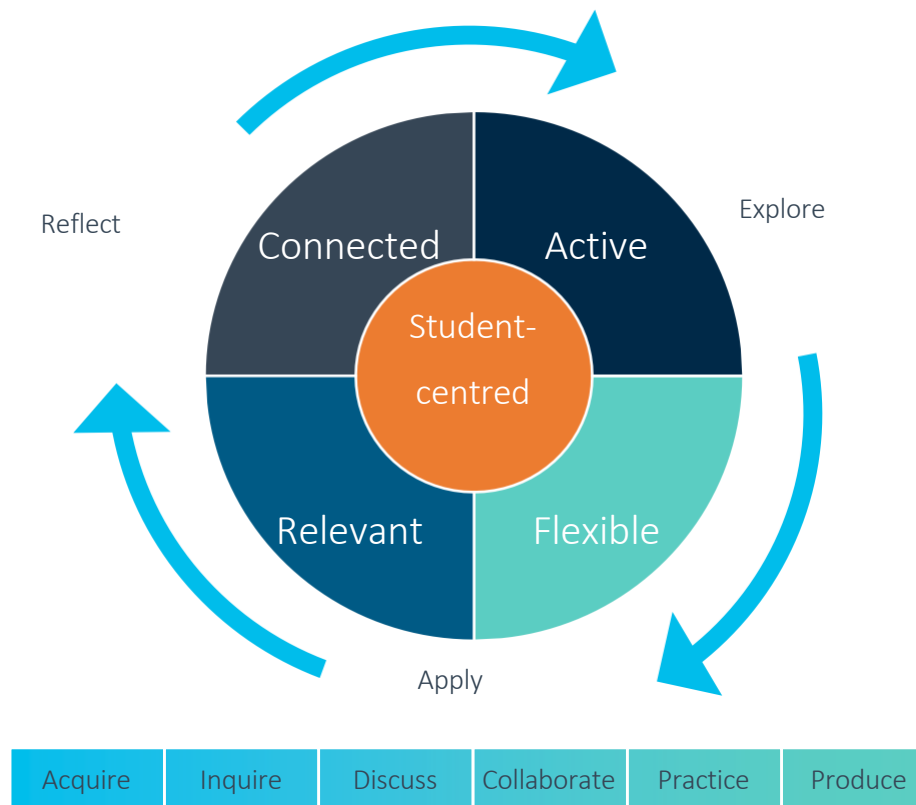 Explore
Reflect
Connected
Active
Student-
centred
Relevant
Flexible
Apply
Acquire
Inquire
Discuss
Collaborate
Practice
Produce